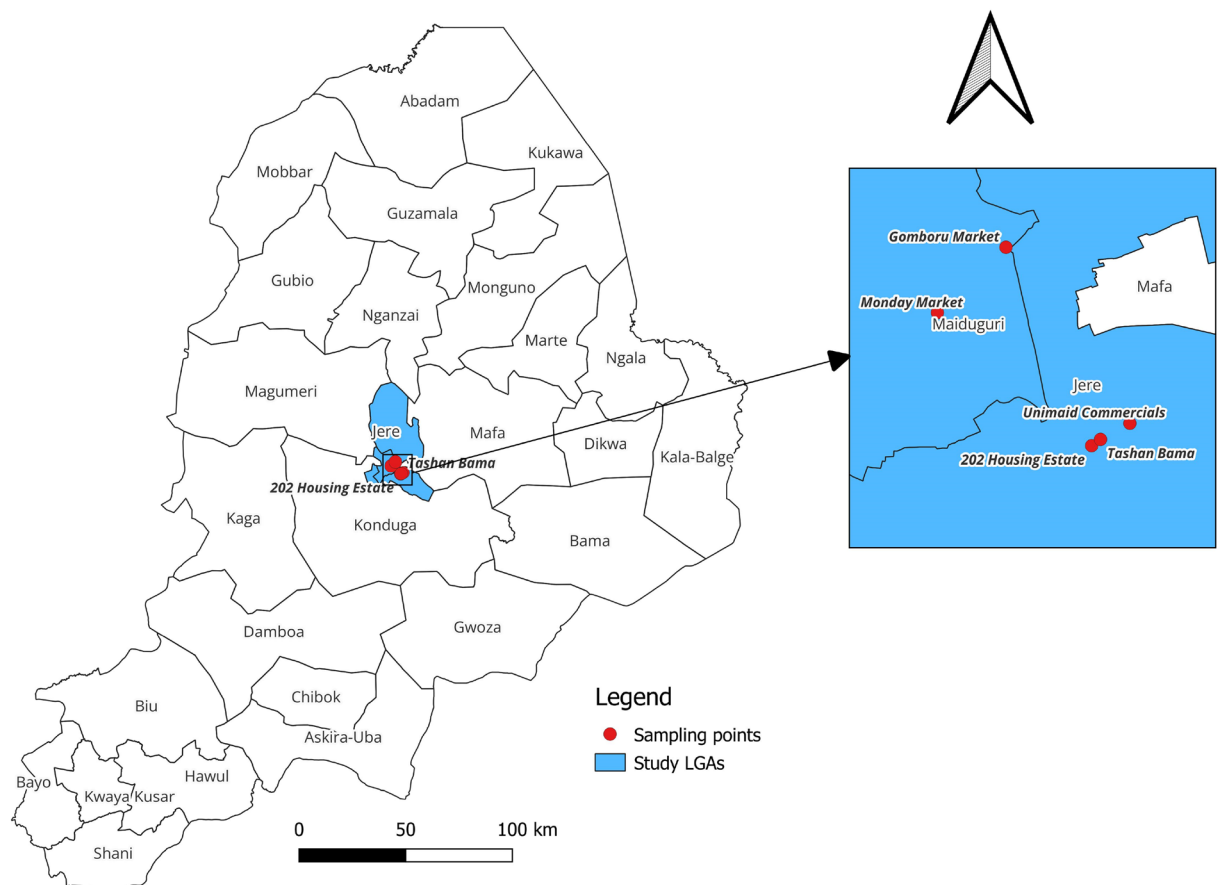 Abadam
Kukawa
Mobbar
Guzamala
Gubio
Monguno
Nganzai
Marte
Ngala
Magumeri
Jere
Mafa
Dikwa
Kala-Balge
Tashan Bama
202 Housing Estate
Kaga
Konduga
Bama
Damboa
Gwoza
Chibok
Biu
Askira-Uba
Hawul
Bayo
Kwaya Kusar
Shani
Gomboru Market
Mafa
Monday Market
Maiduguri
Jere
Unimaid Commercials
Tashan Bama
202 Housing Estate
Legend
Sampling points
Study LGAs
0 50 100 km